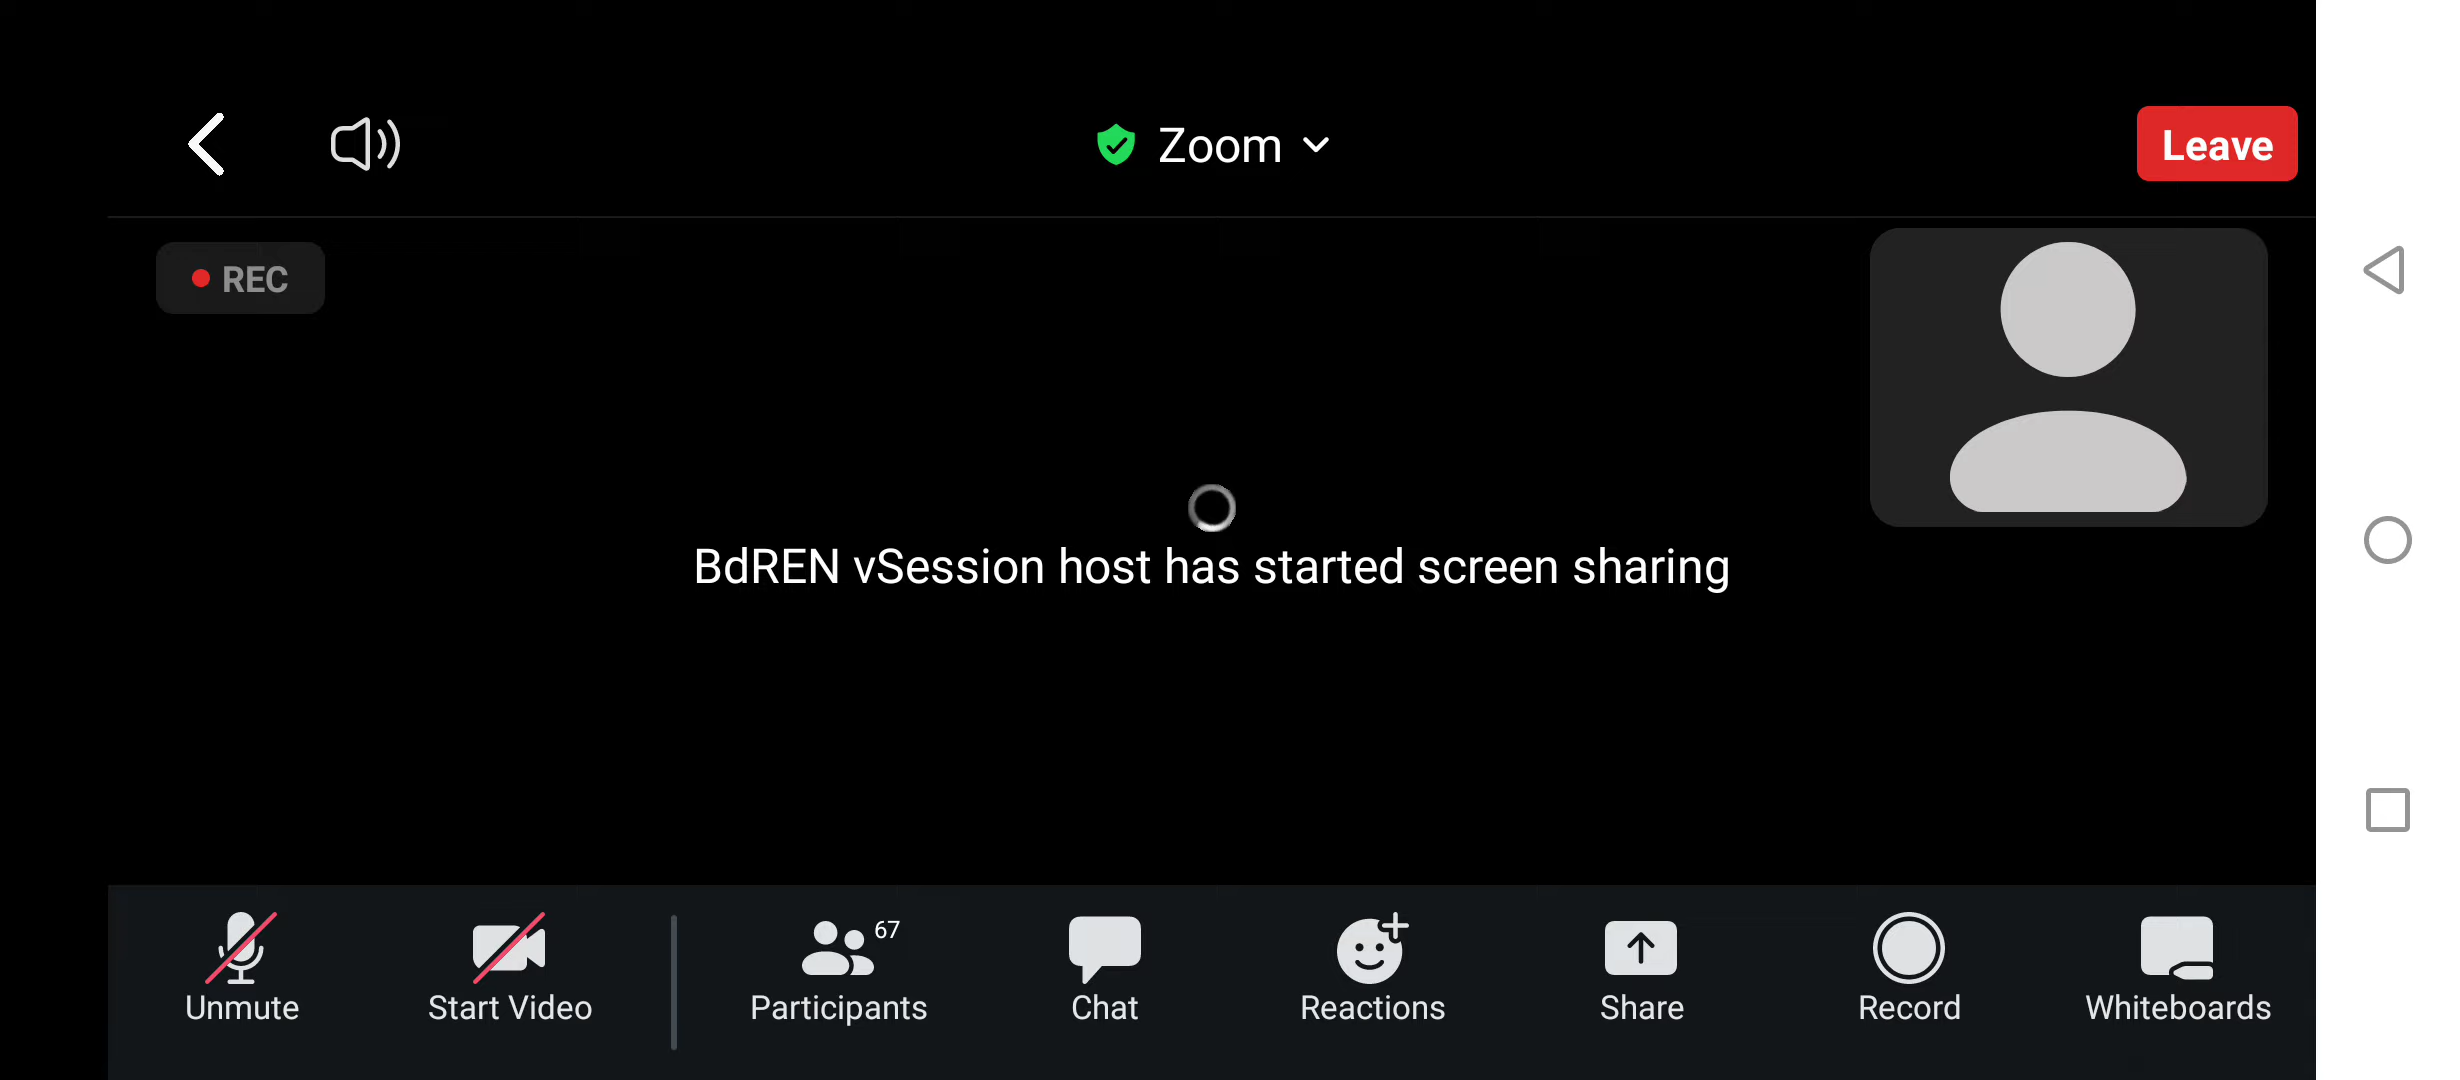 Zoom
Leave
REC
BdREN vSession host has started screen sharing
67
Unmute
Start Video
Participants
Chat
Reactions
Share
Record
Whiteboards